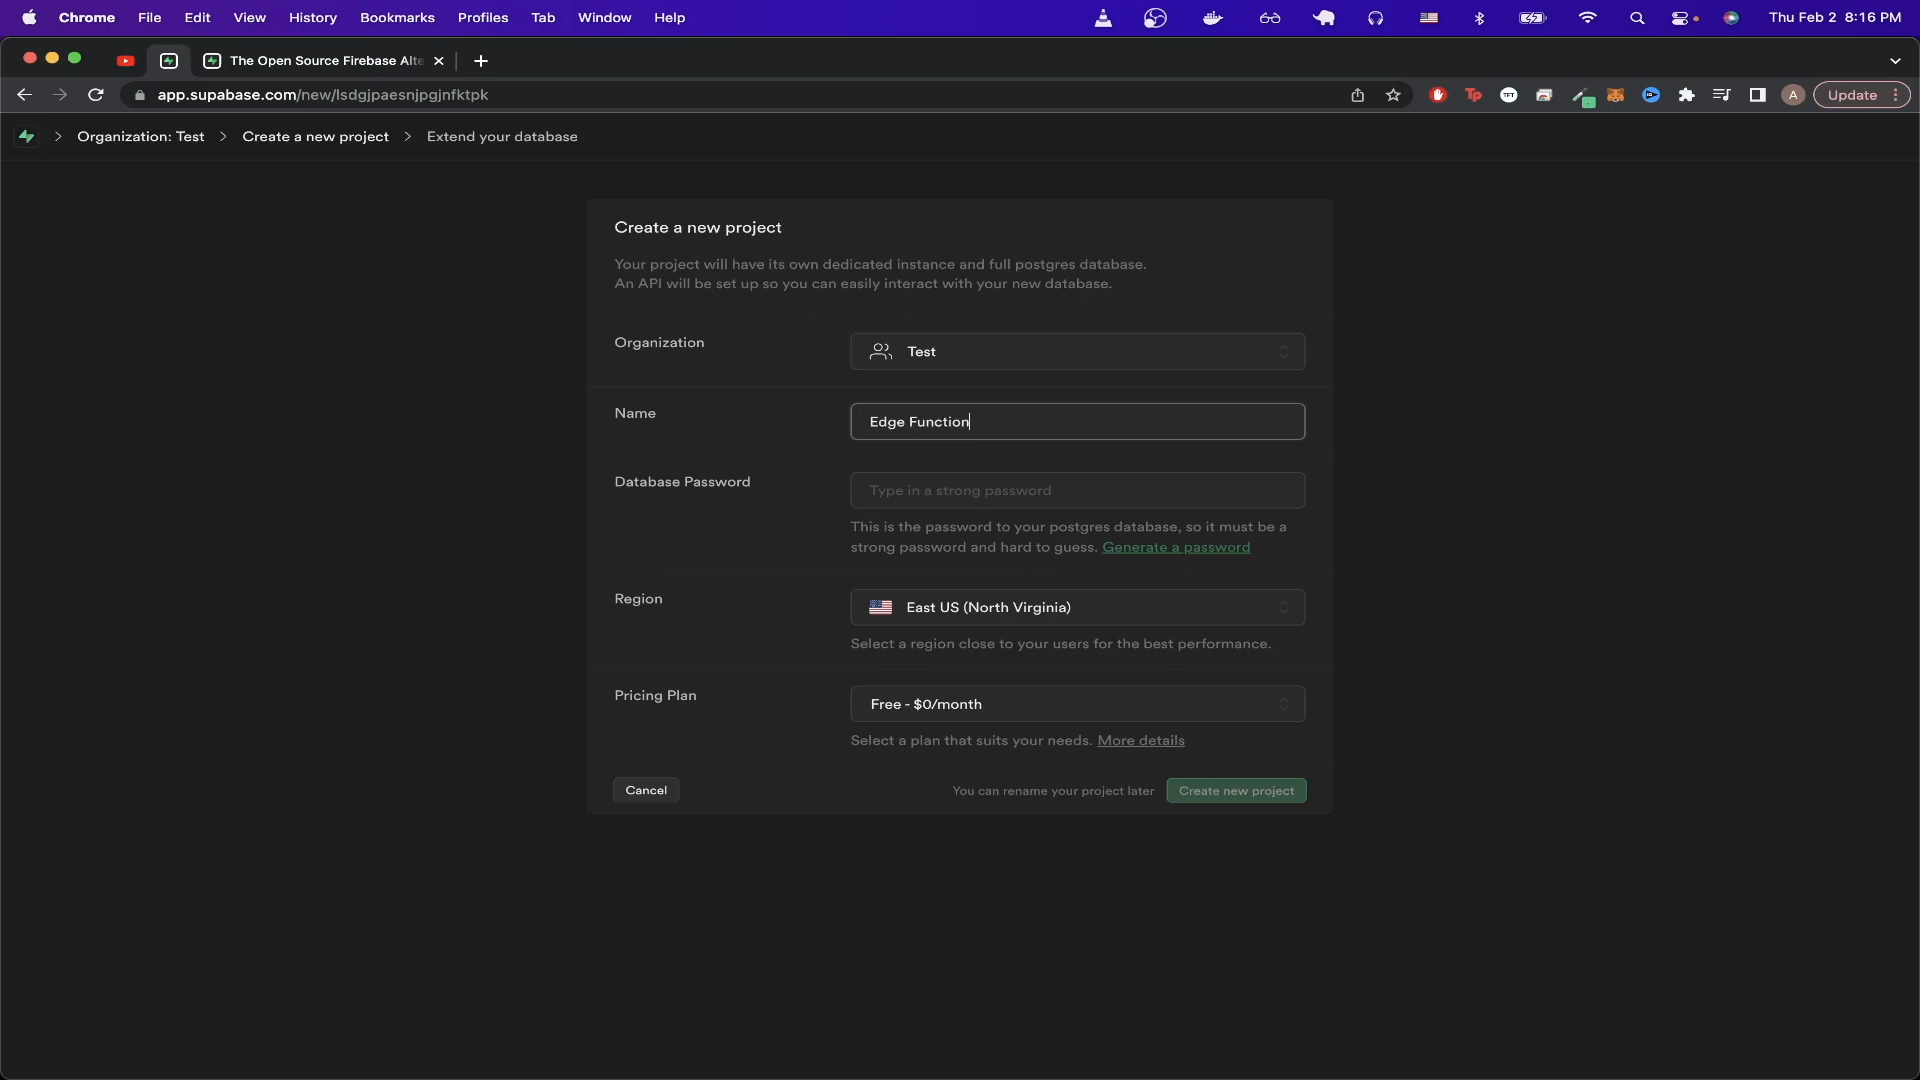 Chrome File Edit View History Bookmarks Profiles Tab Window Help Thu Feb 2 8:16 PM
The Open Source Firebase Alte
app.supabase.com/new/lsdgjpaesnjpgjnfktpk Tp TFT A Update
Organization: Test > Create a new project > Extend your database
Create a new project
Your project will have its own dedicated instance and full postgres database.
An API will be set up so you can easily interact with your new database.
Organization Test
Name Edge Function
Database Password Type in a strong password
This is the password to your postgres database, so it must be a
strong password and hard to guess. Generate a password
Region East US (North Virginia)
Select a region close to your users for the best performance.
Pricing Plan Free - $0/month
Select a plan that suits your needs. More details
Cancel You can rename your project later Create new project